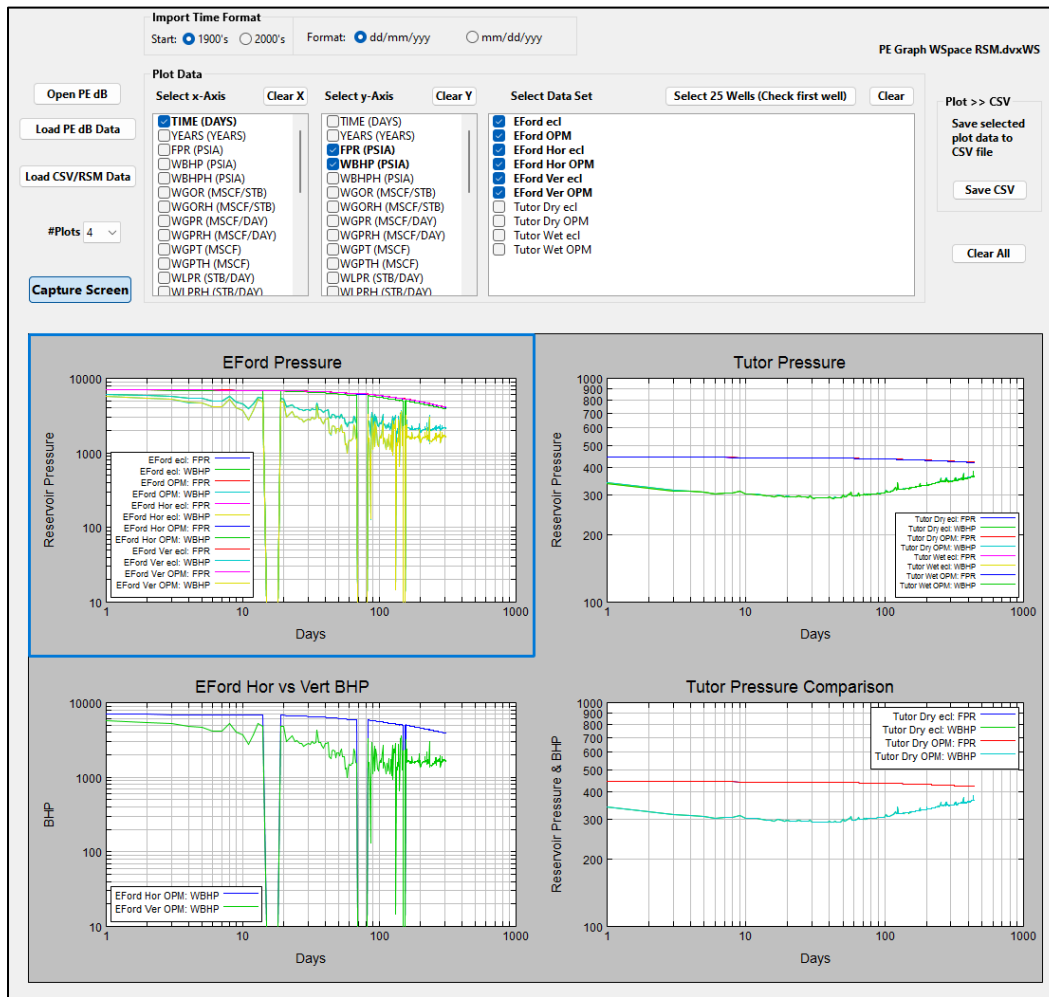 Import Time Format
Start: 1900's 2000's
Format: dd/mm/yyy mm/dd/yyy
PE Graph WSpace RSM.dvxWS
Open PE dB
Load PE dB Data
Load CSV/RSM Data
#Plots 4
Capture Screen
Plot Data
Select x-Axis Clear X
TIME (DAYS)
YEARS (YEARS)
FPR (PSIA)
WBHP (PSIA)
WBHPH (PSIA)
WGOR (MSCF/STB)
WGORH (MSCF/STB)
WGPR (MSCF/DAY)
WGPRH (MSCF/DAY)
WGPT (MSCF)
WGPTH (MSCF)
WLPR (STB/DAY)
WLPRH (STB/DAY)
Select y-Axis Clear Y
TIME (DAYS)
YEARS (YEARS)
FPR (PSIA)
WBHP (PSIA)
WBHPH (PSIA)
WGOR (MSCF/STB)
WGORH (MSCF/STB)
WGPR (MSCF/DAY)
WGPRH (MSCF/DAY)
WGPT (MSCF)
WGPTH (MSCF)
WLPR (STB/DAY)
WLPRH (STB/DAY)
Select Data Set Select 25 Wells (Check first well) Clear
EFord ecl
EFord OPM
EFord Hor ecl
EFord Hor OPM
EFord Ver ecl
EFord Ver OPM
Tutor Dry ecl
Tutor Dry OPM
Tutor Wet ecl
Tutor Wet OPM
Plot >> CSV
Save selected
plot data to
CSV file
Save CSV
Clear All
EFord Pressure
Reservoir Pressure
10000
1000
100
10
EFord ecl: FPR
EFord ecl: WBHP
EFord OPM: FPR
EFord OPM: WBHP
EFord Hor ecl: FPR
EFord Hor ecl: WBHP
EFord Hor OPM: FPR
EFord Hor OPM: WBHP
EFord Ver ecl: FPR
EFord Ver ecl: WBHP
EFord Ver OPM: FPR
EFord Ver OPM: WBHP
1 10 100 1000
Days
Tutor Pressure
Reservoir Pressure
1000
900
800
700
600
500
400
300
200
100
Tutor Dry ecl: FPR
Tutor Dry ecl: WBHP
Tutor Dry OPM: FPR
Tutor Dry OPM: WBHP
Tutor Wet ecl: FPR
Tutor Wet ecl: WBHP
Tutor Wet OPM: FPR
Tutor Wet OPM: WBHP
1 10 100 1000
Days
EFord Hor vs Vert BHP
BHP
10000
1000
100
10
EFord Hor OPM: WBHP
EFord Ver OPM: WBHP
1 10 100 1000
Days
Tutor Pressure Comparison
Reservoir Pressure & BHP
1000
900
800
700
600
500
400
300
200
100
Tutor Dry ecl: FPR
Tutor Dry ecl: WBHP
Tutor Dry OPM: FPR
Tutor Dry OPM: WBHP
1 10 100 1000
Days